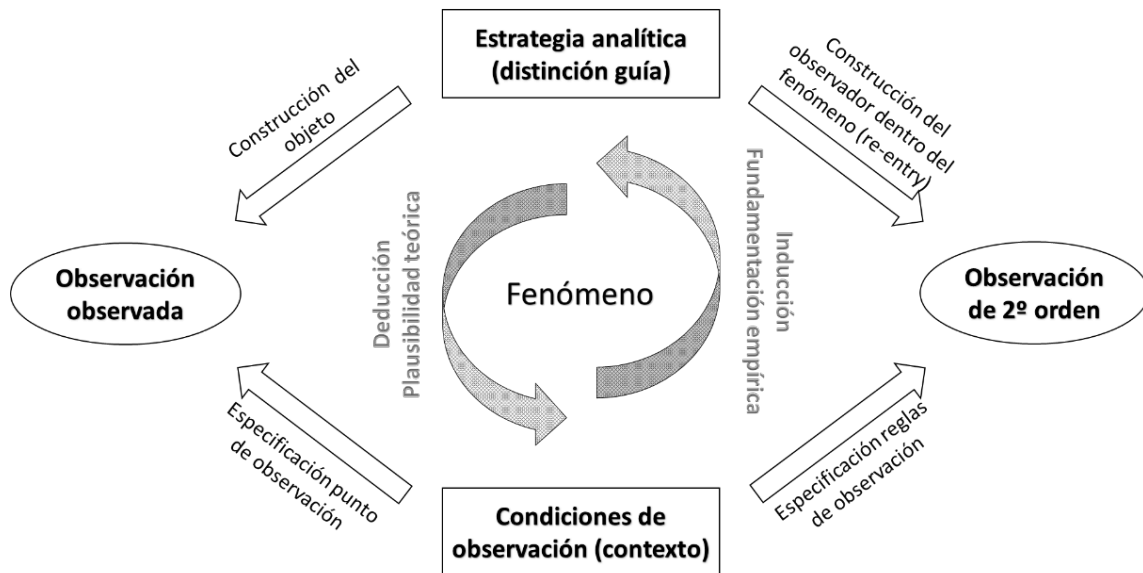 Estrategia analítica
(distinción guía)
Construcción del
objeto
Construcción del
observador dentro del
fenómeno (re-entry)
Deducción
Plausibilidad teórica
Fenómeno
Inducción
Fundamentación empírica
Observación
observada
Observación
de 2º orden
Especificación punto
de observación
Especificación reglas
de observación
Condiciones de
observación (contexto)